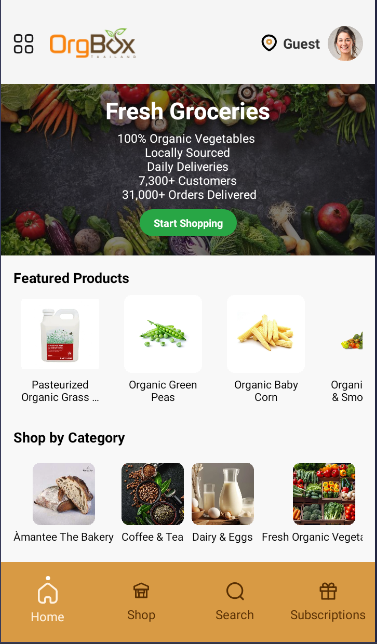 OrgBox
THAILAND
Guest
Fresh Groceries
100% Organic Vegetables
Locally Sourced
Daily Deliveries
7,300+ Customers
31,000+ Orders Delivered
Start Shopping
Featured Products
Pasteurized
Organic Grass ...
Organic Green
Peas
Organic Baby
Corn
Organi
& Smo
Shop by Category
Àmantee The Bakery
Coffee & Tea
Dairy & Eggs
Fresh Organic Vegeta
Home
Shop
Search
Subscriptions